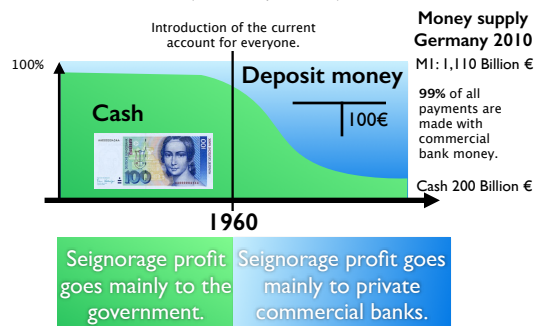 Introduction of the current
account for everyone.
Money supply
Germany 2010
100%
M1: 1,110 Billion €
Deposit money
100€
Cash
99% of all
payments are
made with
commercial
bank money.
100
Cash 200 Billion €
1960
Seignorage profit
goes mainly to the
government.
Seignorage profit goes
mainly to private
commercial banks.